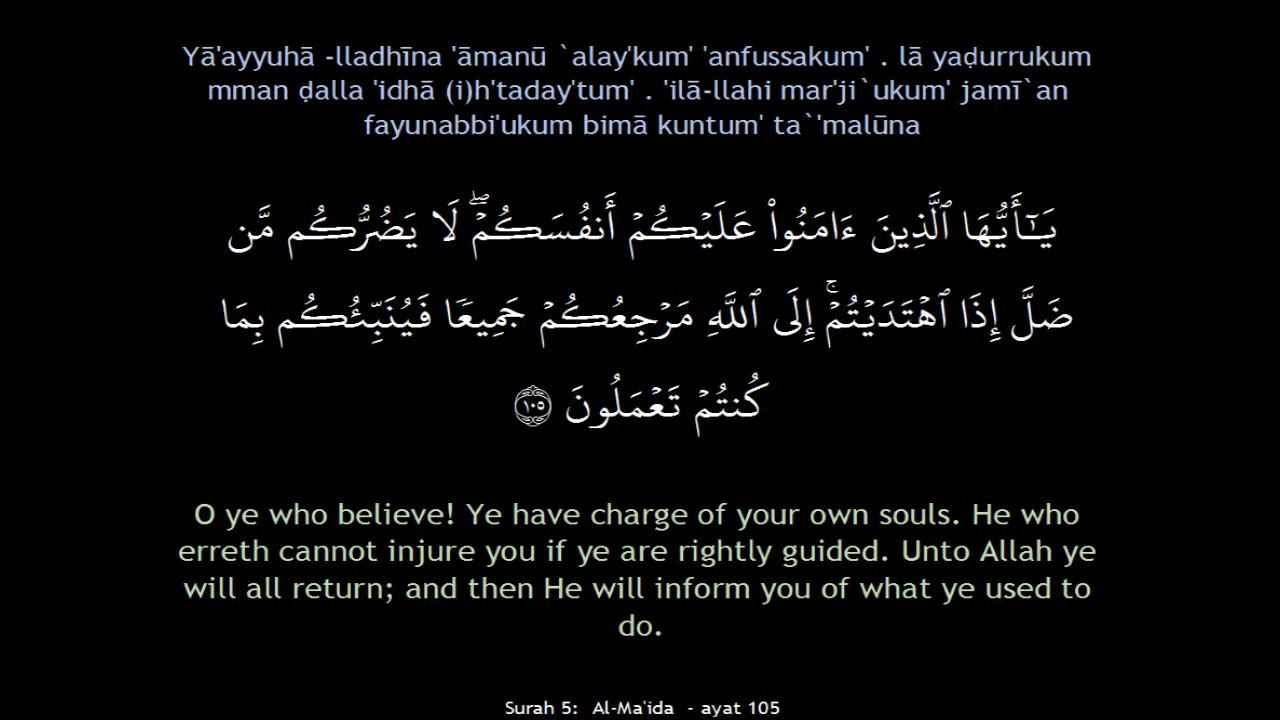 Yā'ayyuhā -lladhīna 'āmanū `alay'kum' 'anfussakum' . lā yaḍurrukum
mman ḍalla 'idhā (i)h'taday'tum' . 'ilā-llahi mar'ji`ukum' jamī`an
fayunabbi'ukum bimā kuntum' ta`'malūna
يَـٰٓأَيُّهَا ٱلَّذِينَ ءَامَنُوا۟ عَلَيْكُمْ أَنفُسَكُمْ ۖ لَا يَضُرُّكُم مَّن
ضَلَّ إِذَا ٱهْتَدَيْتُمْ ۚ إِلَى ٱللَّهِ مَرْجِعُكُمْ جَمِيعًا فَيُنَبِّئُكُم بِمَا
كُنتُمْ تَعْمَلُونَ ١٠٥
O ye who believe! Ye have charge of your own souls. He who
erreth cannot injure you if ye are rightly guided. Unto Allah ye
will all return; and then He will inform you of what ye used to
do.
Surah 5: Al-Ma'ida - ayat 105